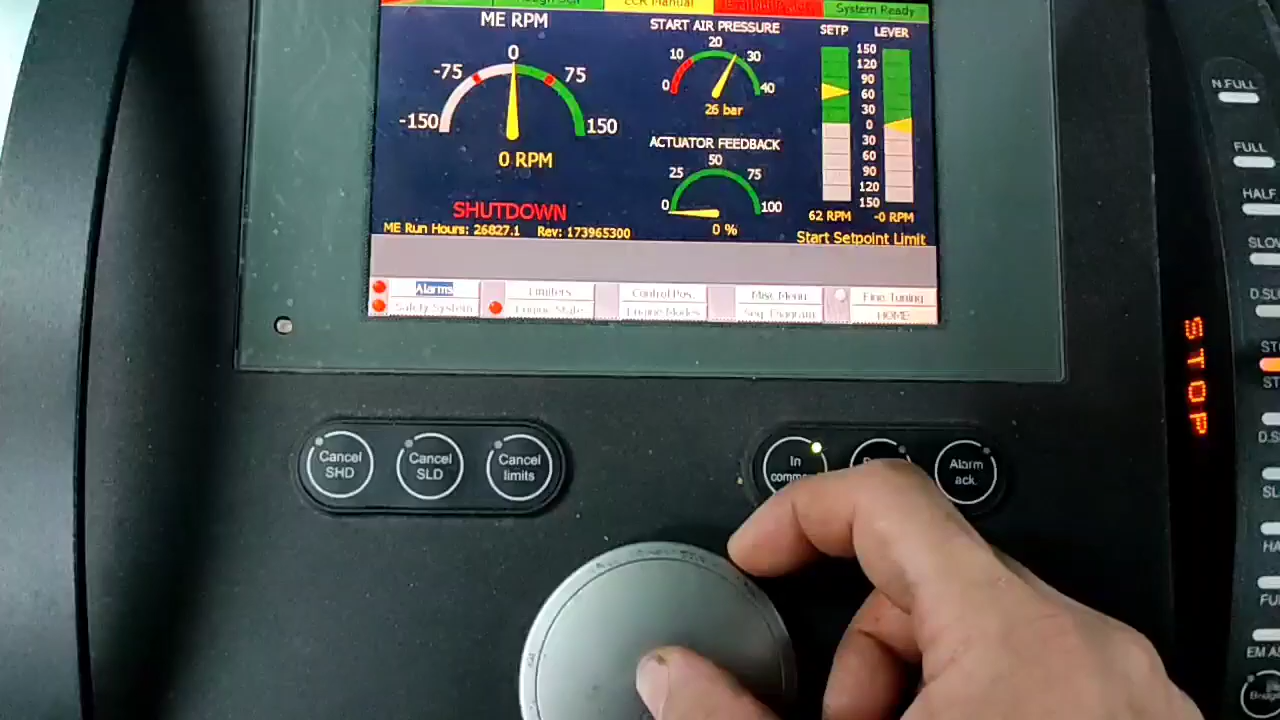 ECR Manual
System Ready
ME RPM
0
-75
75
-150
150
0 RPM
SHUTDOWN
ME Run Hours: 26827.1 Rev: 173965300
START AIR PRESSURE
20
10
30
0
40
26 bar
ACTUATOR FEEDBACK
50
25
75
0
100
0 %
SETP
LEVER
150
120
90
60
0
30
60
90
120
150
62 RPM
-0 RPM
Start Setpoint Limit
Alarms
Limiters
Control Pos.
Misc Menu
Fine Tuning
Safety System
Engine State
Engine Modes
Seq. Diagram
HOME
Cancel
SHD
Cancel
SLD
Cancel
limits
In
Alarm
ack.
N.FULL
FULL
HALF
STOP